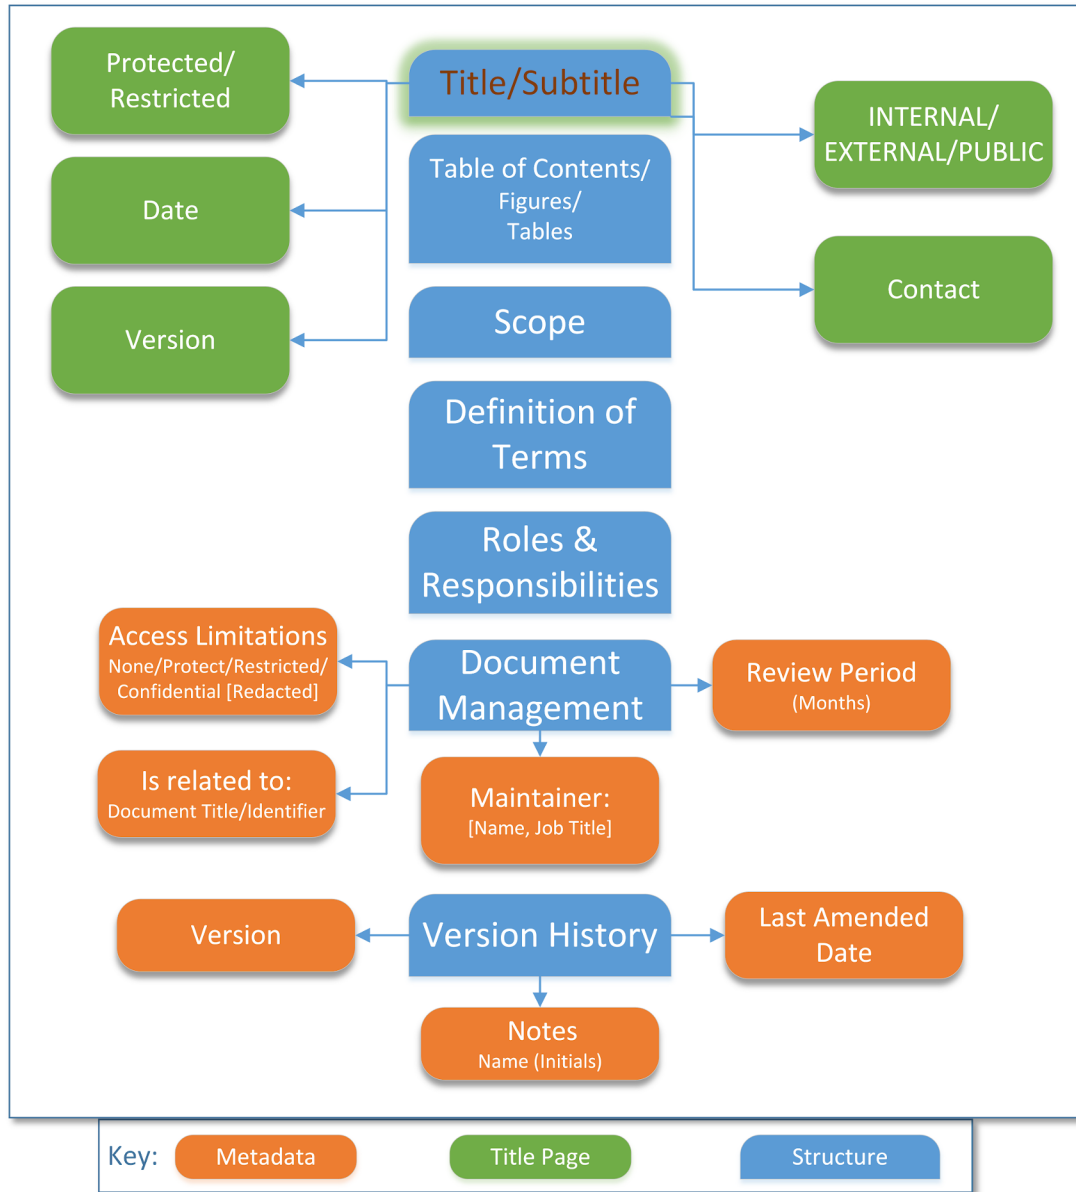 Protected/
Restricted
Title/Subtitle
INTERNAL/
EXTERNAL/PUBLIC
Table of Contents/
Figures/
Tables
Date
Contact
Version
Scope
Definition of
Terms
Roles &
Responsibilities
Access Limitations
None/Protect/Restricted/
Confidential [Redacted]
Document
Management
Review Period
(Months)
Is related to:
Document Title/Identifier
Maintainer:
[Name, Job Title]
Version
Version History
Last Amended
Date
Notes
Name (Initials)
Key:
Metadata
Title Page
Structure